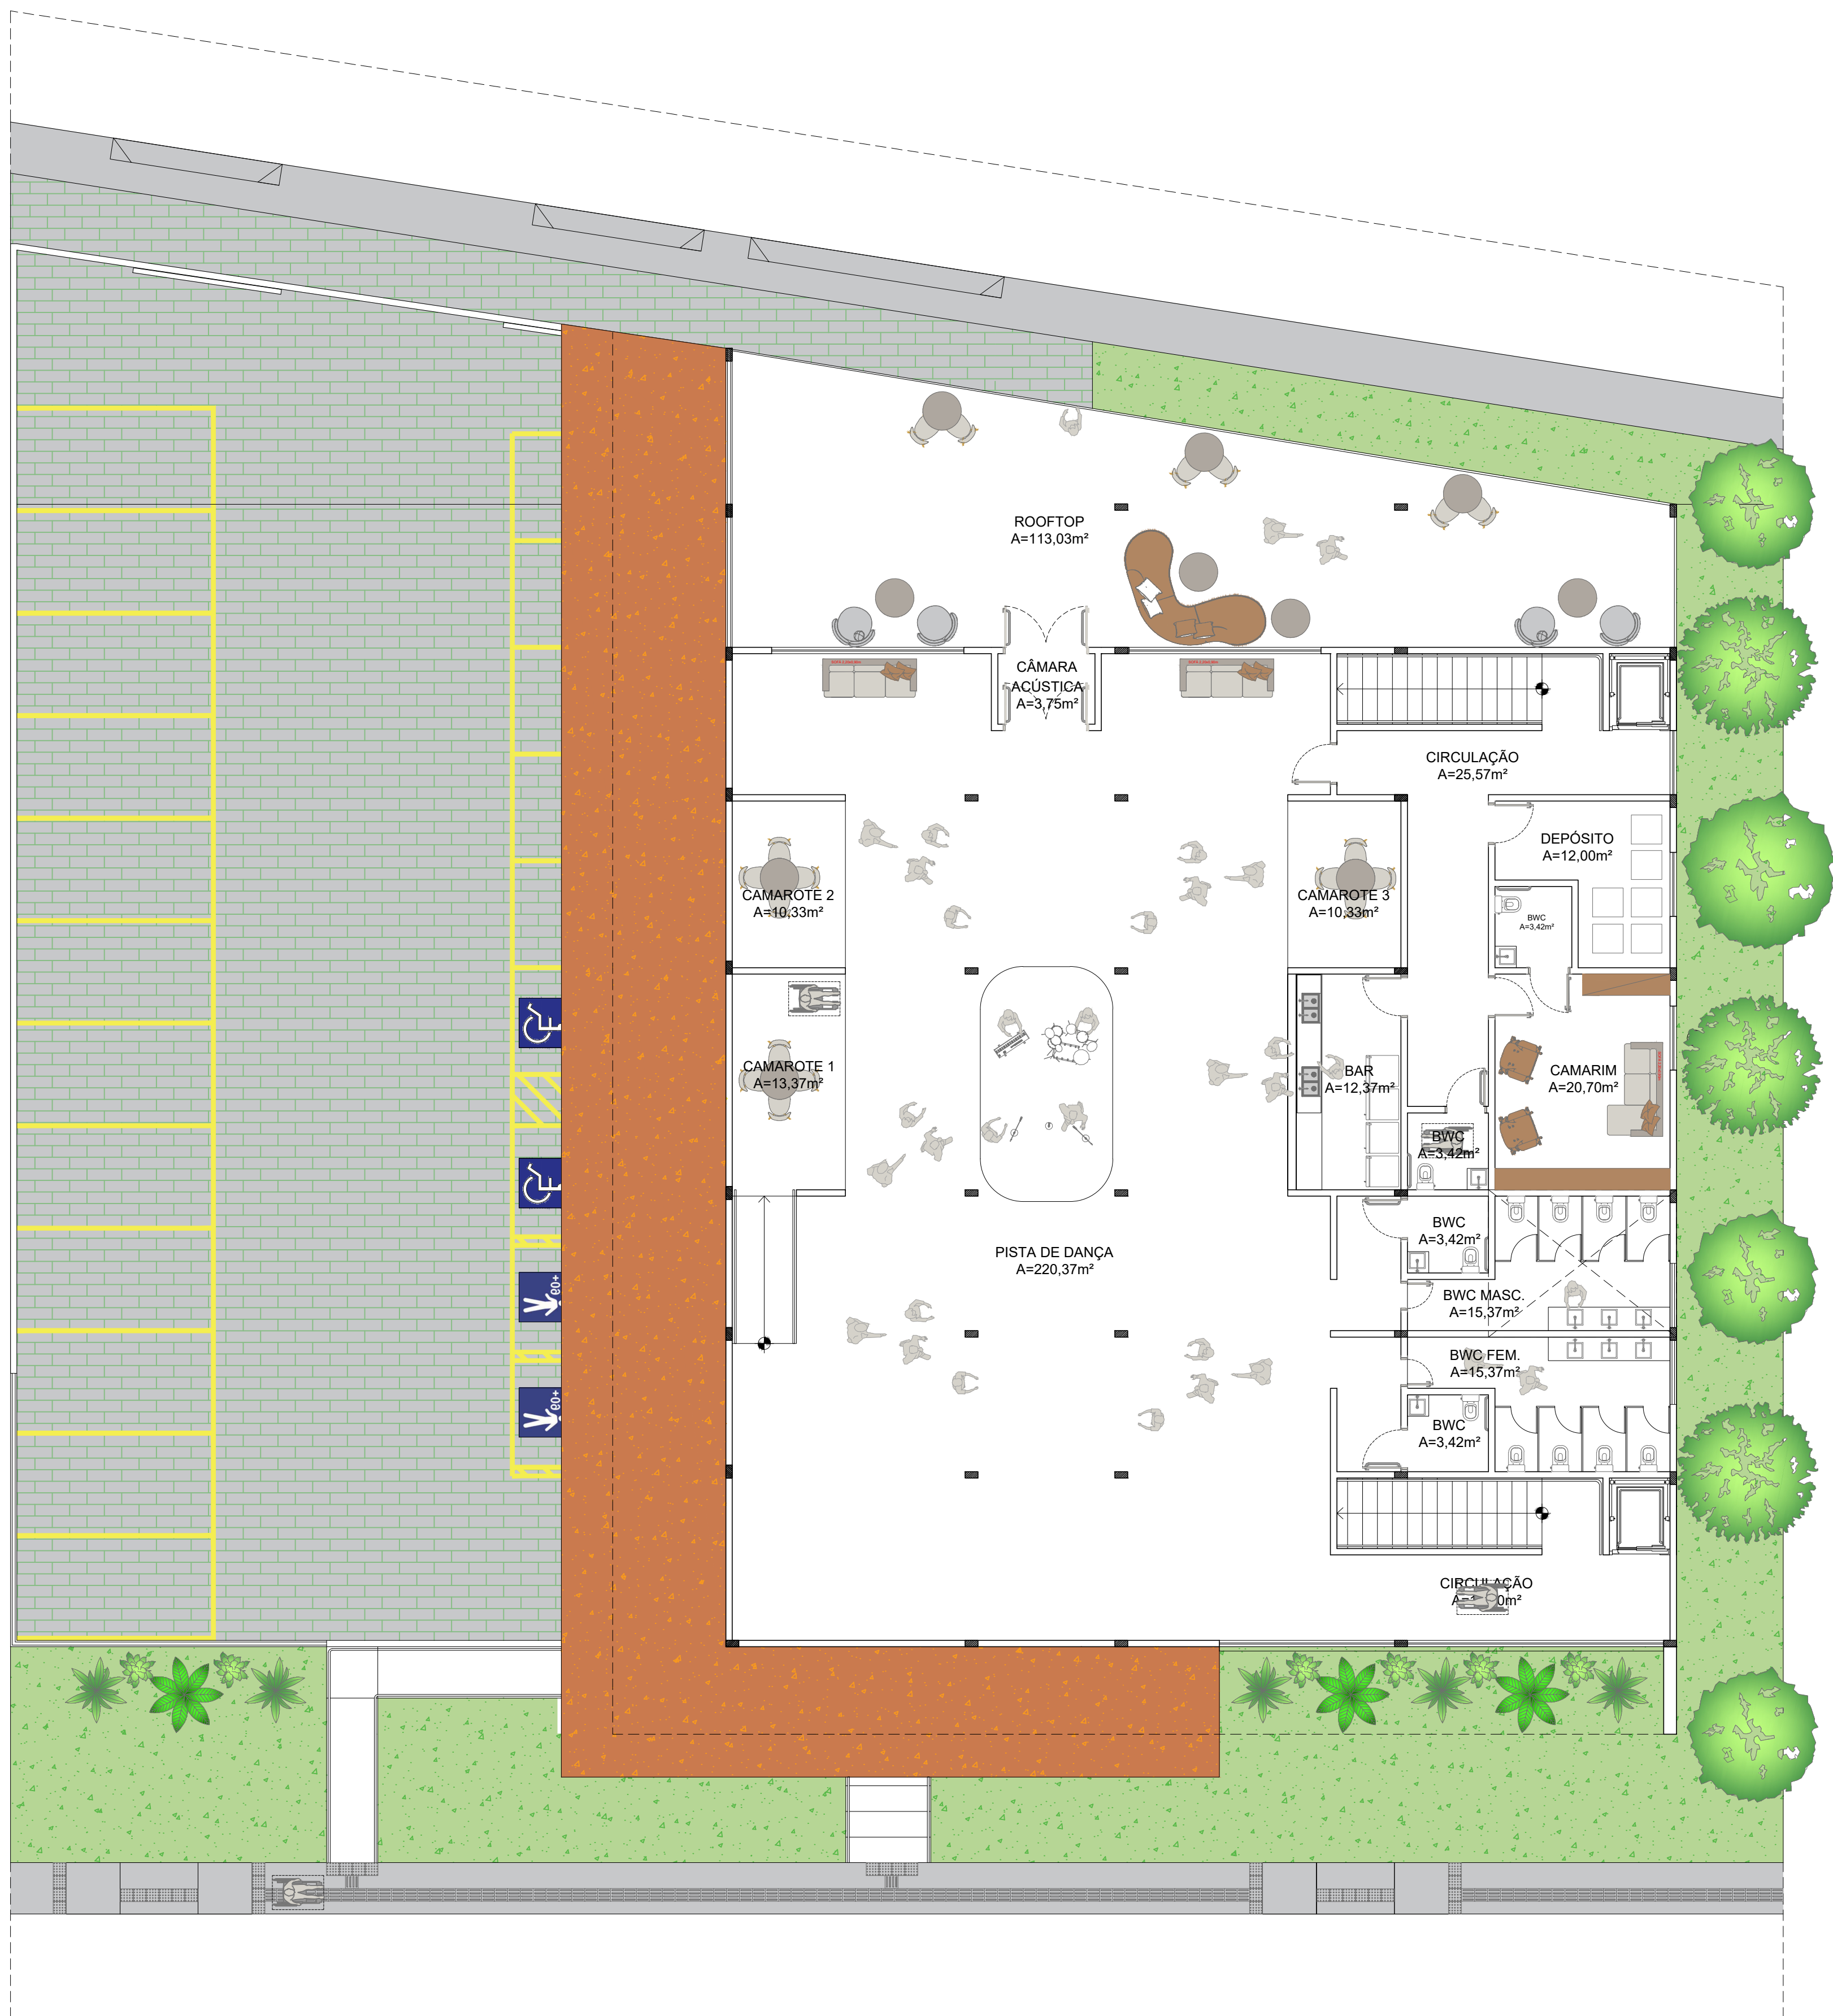 ROOFTOP
A=113,03m²
CÂMARA
ACÚSTICA
A=3,75m²
CIRCULAÇÃO
A=25,57m²
DEPÓSITO
A=12,00m²
CAMAROTE 2
A=10,33m²
CAMAROTE 3
A=10,33m²
BWC
A=3,42m²
CAMAROTE 1
A=13,37m²
BAR
A=12,37m²
CAMARIM
A=20,70m²
BWC
A=3,42m²
BWC
A=3,42m²
PISTA DE DANÇA
A=220,37m²
BWC MASC.
A=15,37m²
BWC FEM.
A=15,37m²
60+
60+
BWC
A=3,42m²
CIRCULAÇÃO